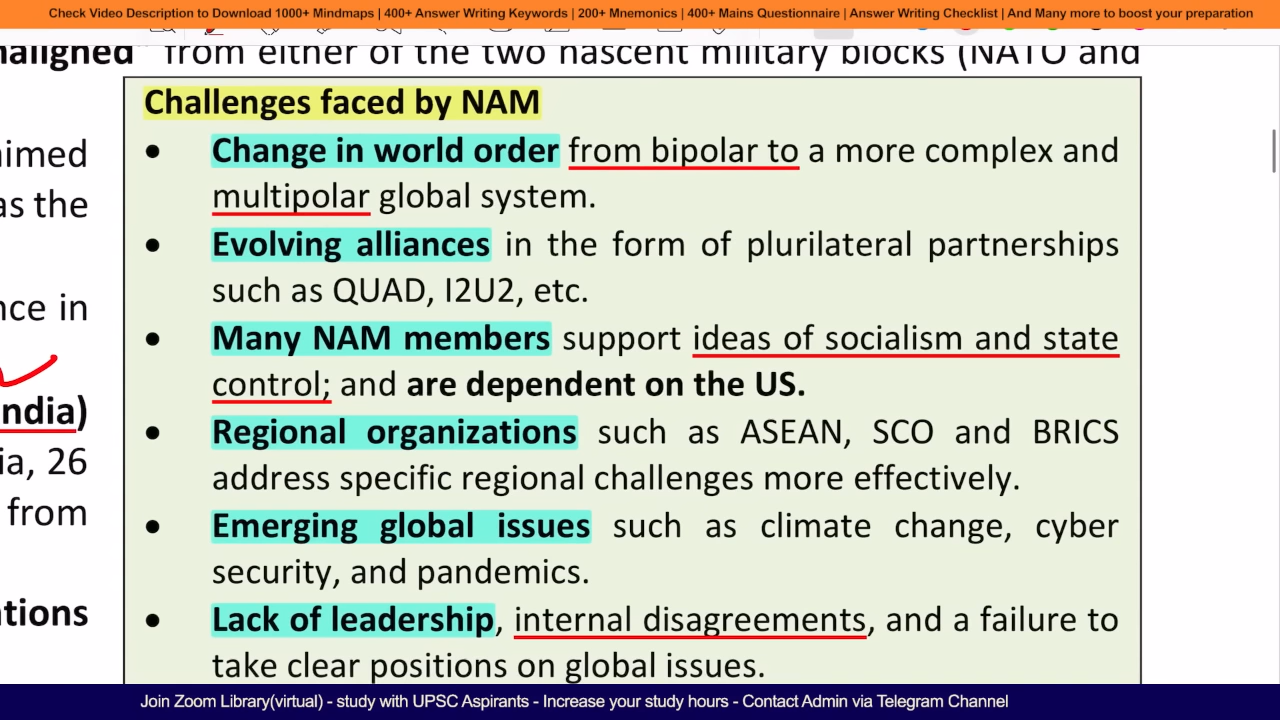 Check Video Description to Download 1000+ Mindmaps | 400+ Answer Writing Keywords | 200+ Mnemonics | 400+ Mains Questionnaire | Answer Writing Checklist | And Many more to boost your preparation
from either of the two nascent military blocks (NATO and
Challenges faced by NAM
• Change in world order from bipolar to a more complex and
multipolar global system.
• Evolving alliances in the form of plurilateral partnerships
such as QUAD, I2U2, etc.
• Many NAM members support ideas of socialism and state
control; and are dependent on the US.
• Regional organizations such as ASEAN, SCO and BRICS
address specific regional challenges more effectively.
• Emerging global issues such as climate change, cyber
security, and pandemics.
• Lack of leadership, internal disagreements, and a failure to
take clear positions on global issues.
as the
in
26
from
Join Zoom Library(virtual) - study with UPSC Aspirants - Increase your study hours - Contact Admin via Telegram Channel